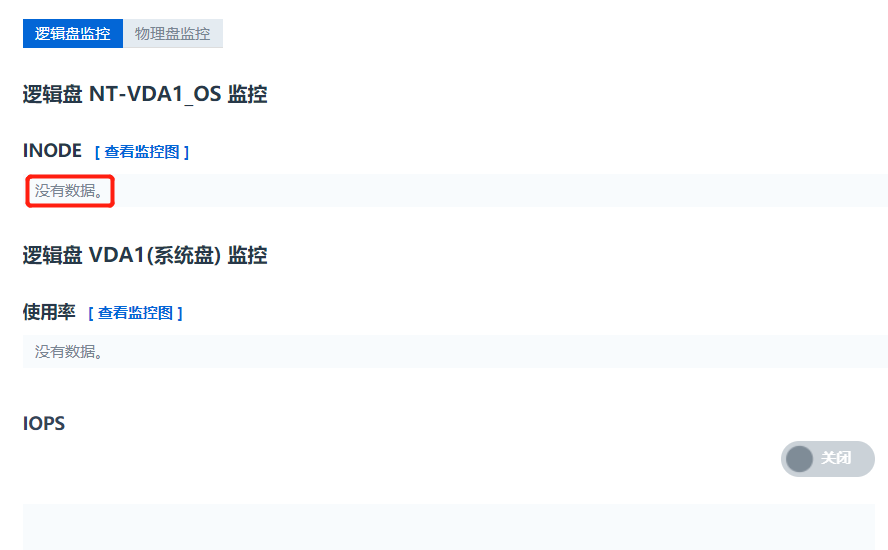 逻辑盘监控 物理盘监控
逻辑盘 NT-VDA1_OS 监控
INODE [ 查看监控图 ]
没有数据。
逻辑盘 VDA1(系统盘) 监控
使用率 [ 查看监控图 ]
没有数据。
IOPS
关闭